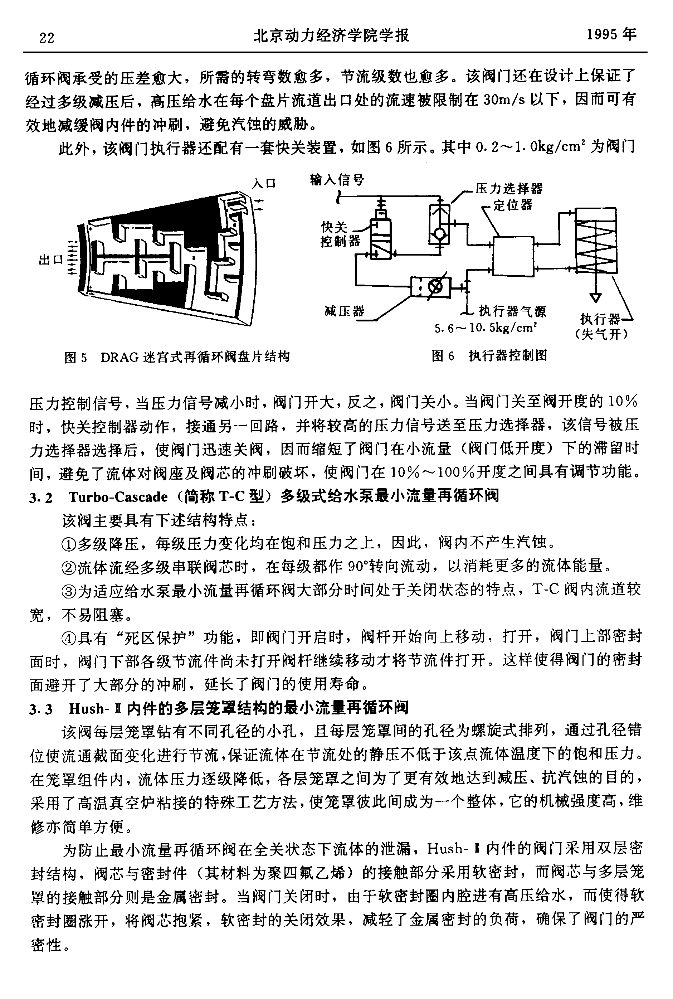 22
北京动力经济学院学报
1995 年
循环阀承受的压差愈大，所需的转弯数愈多，节流级数也愈多。该阀门还在设计上保证了
经过多级减压后，高压给水在每个盘片流道出口处的流速被限制在 30m/s 以下，因而可有
效地减缓阀内件的冲刷，避免汽蚀的威胁。
此外，该阀门执行器还配有一套快关装置，如图 6 所示。其中 0.2～1.0kg/cm² 为阀门
入口
出口
图 5 DRAG 迷宫式再循环阀盘片结构
输入信号
压力选择器
定位器
快关
控制器
减压器
执行器气源
5.6～10.5kg/cm²
执行器
（失气开）
图 6 执行器控制图
压力控制信号，当压力信号减小时，阀门开大，反之，阀门关小。当阀门关至阀开度的 10%
时，快关控制器动作，接通另一回路，并将较高的压力信号送至压力选择器，该信号被压
力选择器选择后，使阀门迅速关阀，因而缩短了阀门在小流量（阀门低开度）下的滞留时
间，避免了流体对阀座及阀芯的冲刷破坏，使阀门在 10%～100%开度之间具有调节功能。
3.2 Turbo-Cascade（简称 T-C 型）多级式给水泵最小流量再循环阀
该阀主要具有下述结构特点：
①多级降压，每级压力变化均在饱和压力之上，因此，阀内不产生汽蚀。
②流体流经多级串联阀芯时，在每级都作 90°转向流动，以消耗更多的流体能量。
③为适应给水泵最小流量再循环阀大部分时间处于关闭状态的特点，T-C 阀内流道较
宽，不易阻塞。
④具有“死区保护”功能，即阀门开启时，阀杆开始向上移动，打开，阀门上部密封
面时，阀门下部各级节流件尚未打开阀杆继续移动才将节流件打开。这样使得阀门的密封
面避开了大部分的冲刷，延长了阀门的使用寿命。
3.3 Hush-Ⅱ内件的多层笼罩结构的最小流量再循环阀
该阀每层笼罩钻有不同孔径的小孔，且每层笼罩间的孔径为螺旋式排列，通过孔径错
位使流通截面变化进行节流，保证流体在节流处的静压不低于该点流体温度下的饱和压力。
在笼罩组件内，流体压力逐级降低，各层笼罩之间为了更有效地达到减压、抗汽蚀的目的，
采用了高温真空炉粘接的特殊工艺方法，使笼罩彼此间成为一个整体，它的机械强度高，维
修亦简单方便。
为防止最小流量再循环阀在全关状态下流体的泄漏，Hush-Ⅱ内件的阀门采用双层密
封结构，阀芯与密封件（其材料为聚四氟乙烯）的接触部分采用软密封，而阀芯与多层笼
罩的接触部分则是金属密封。当阀门关闭时，由于软密封圈内腔进有高压给水，而使得软
密封圈涨开，将阀芯抱紧，软密封的关闭效果，减轻了金属密封的负荷，确保了阀门的严
密性。